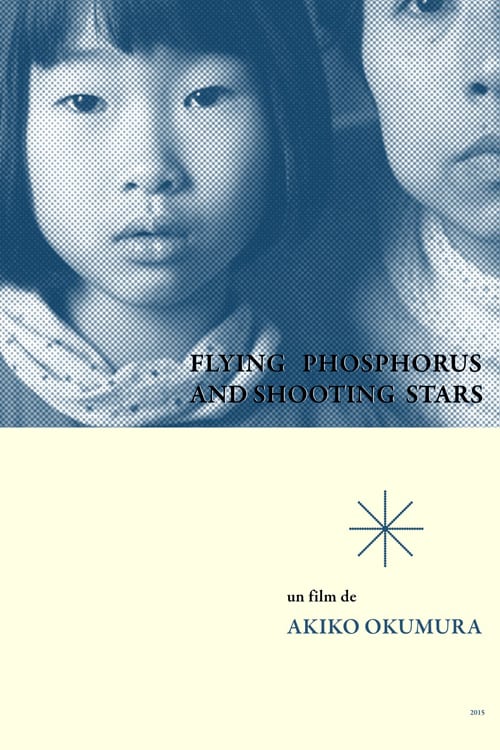 FLYING PHOSPHORUS
AND SHOOTING STARS
un film de
AKIKO OKUMURA
2015